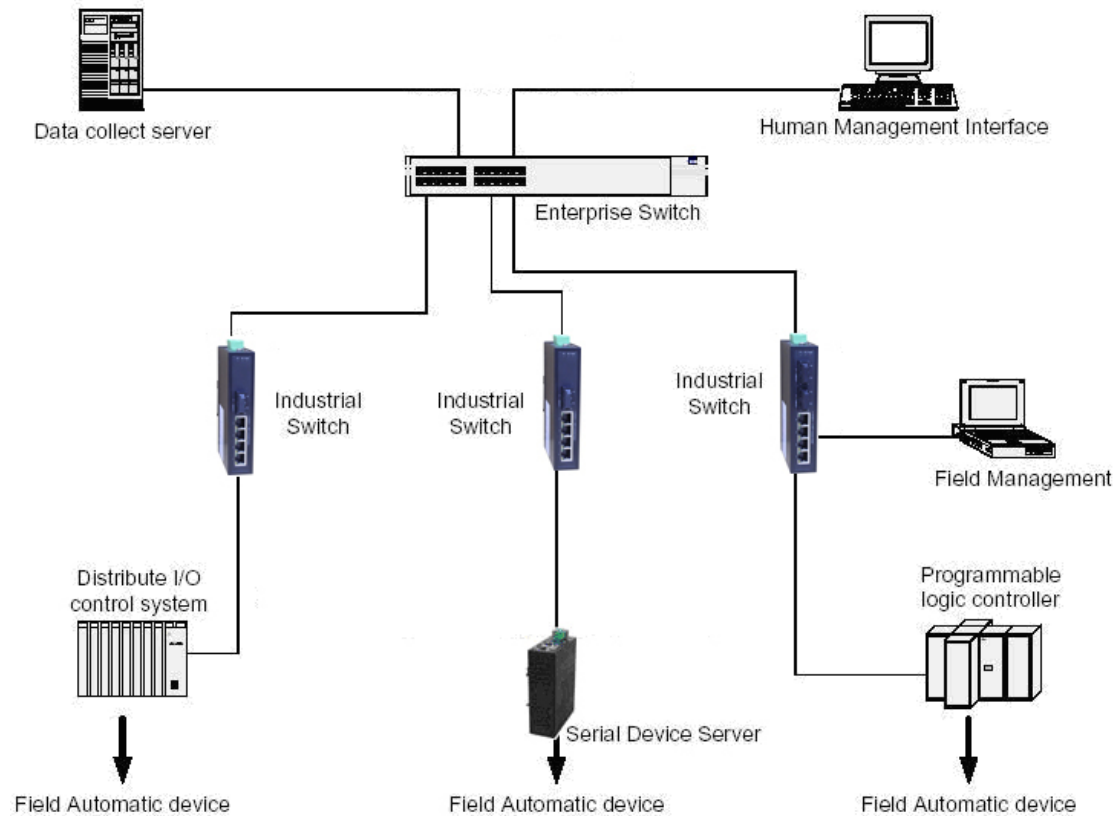 Data collect server
Human Management Interface
Enterprise Switch
Industrial
Switch
Industrial
Switch
Industrial
Switch
Field Management
Distribute I/O
control system
Programmable
logic controller
Serial Device Server
Field Automatic device
Field Automatic device
Field Automatic device